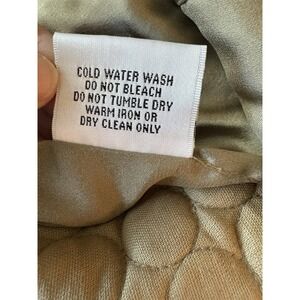 COLD WATER WASH
DO NOT BLEACH
DO NOT TUMBLE DRY
WARM IRON OR
DRY CLEAN ONLY